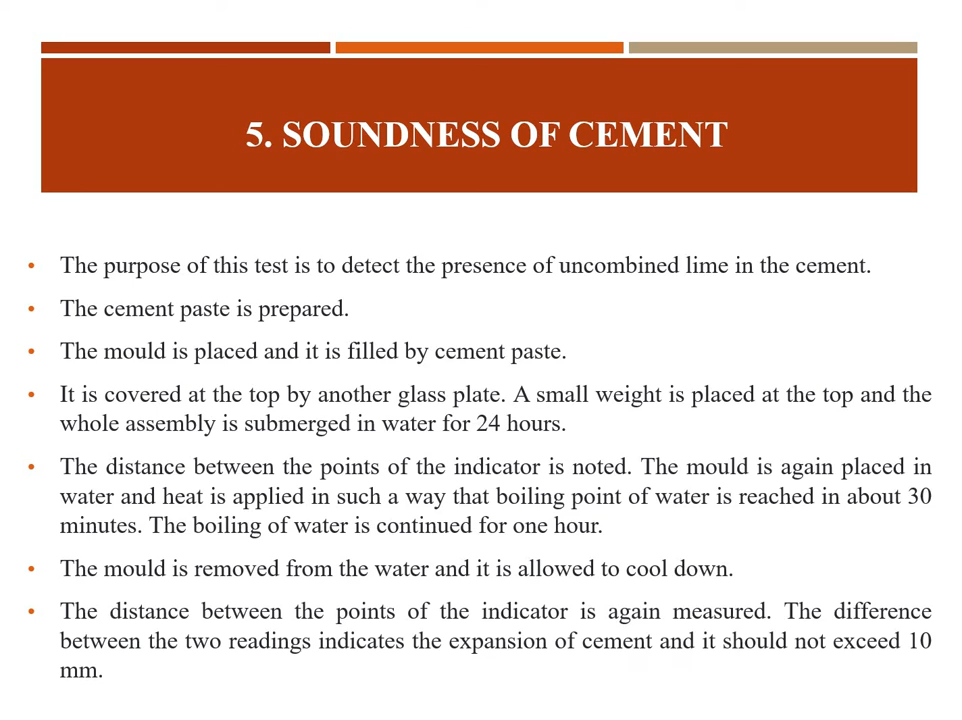 5. SOUNDNESS OF CEMENT
• The purpose of this test is to detect the presence of uncombined lime in the cement.
• The cement paste is prepared.
• The mould is placed and it is filled by cement paste.
• It is covered at the top by another glass plate. A small weight is placed at the top and the
whole assembly is submerged in water for 24 hours.
• The distance between the points of the indicator is noted. The mould is again placed in
water and heat is applied in such a way that boiling point of water is reached in about 30
minutes. The boiling of water is continued for one hour.
• The mould is removed from the water and it is allowed to cool down.
• The distance between the points of the indicator is again measured. The difference
between the two readings indicates the expansion of cement and it should not exceed 10
mm.